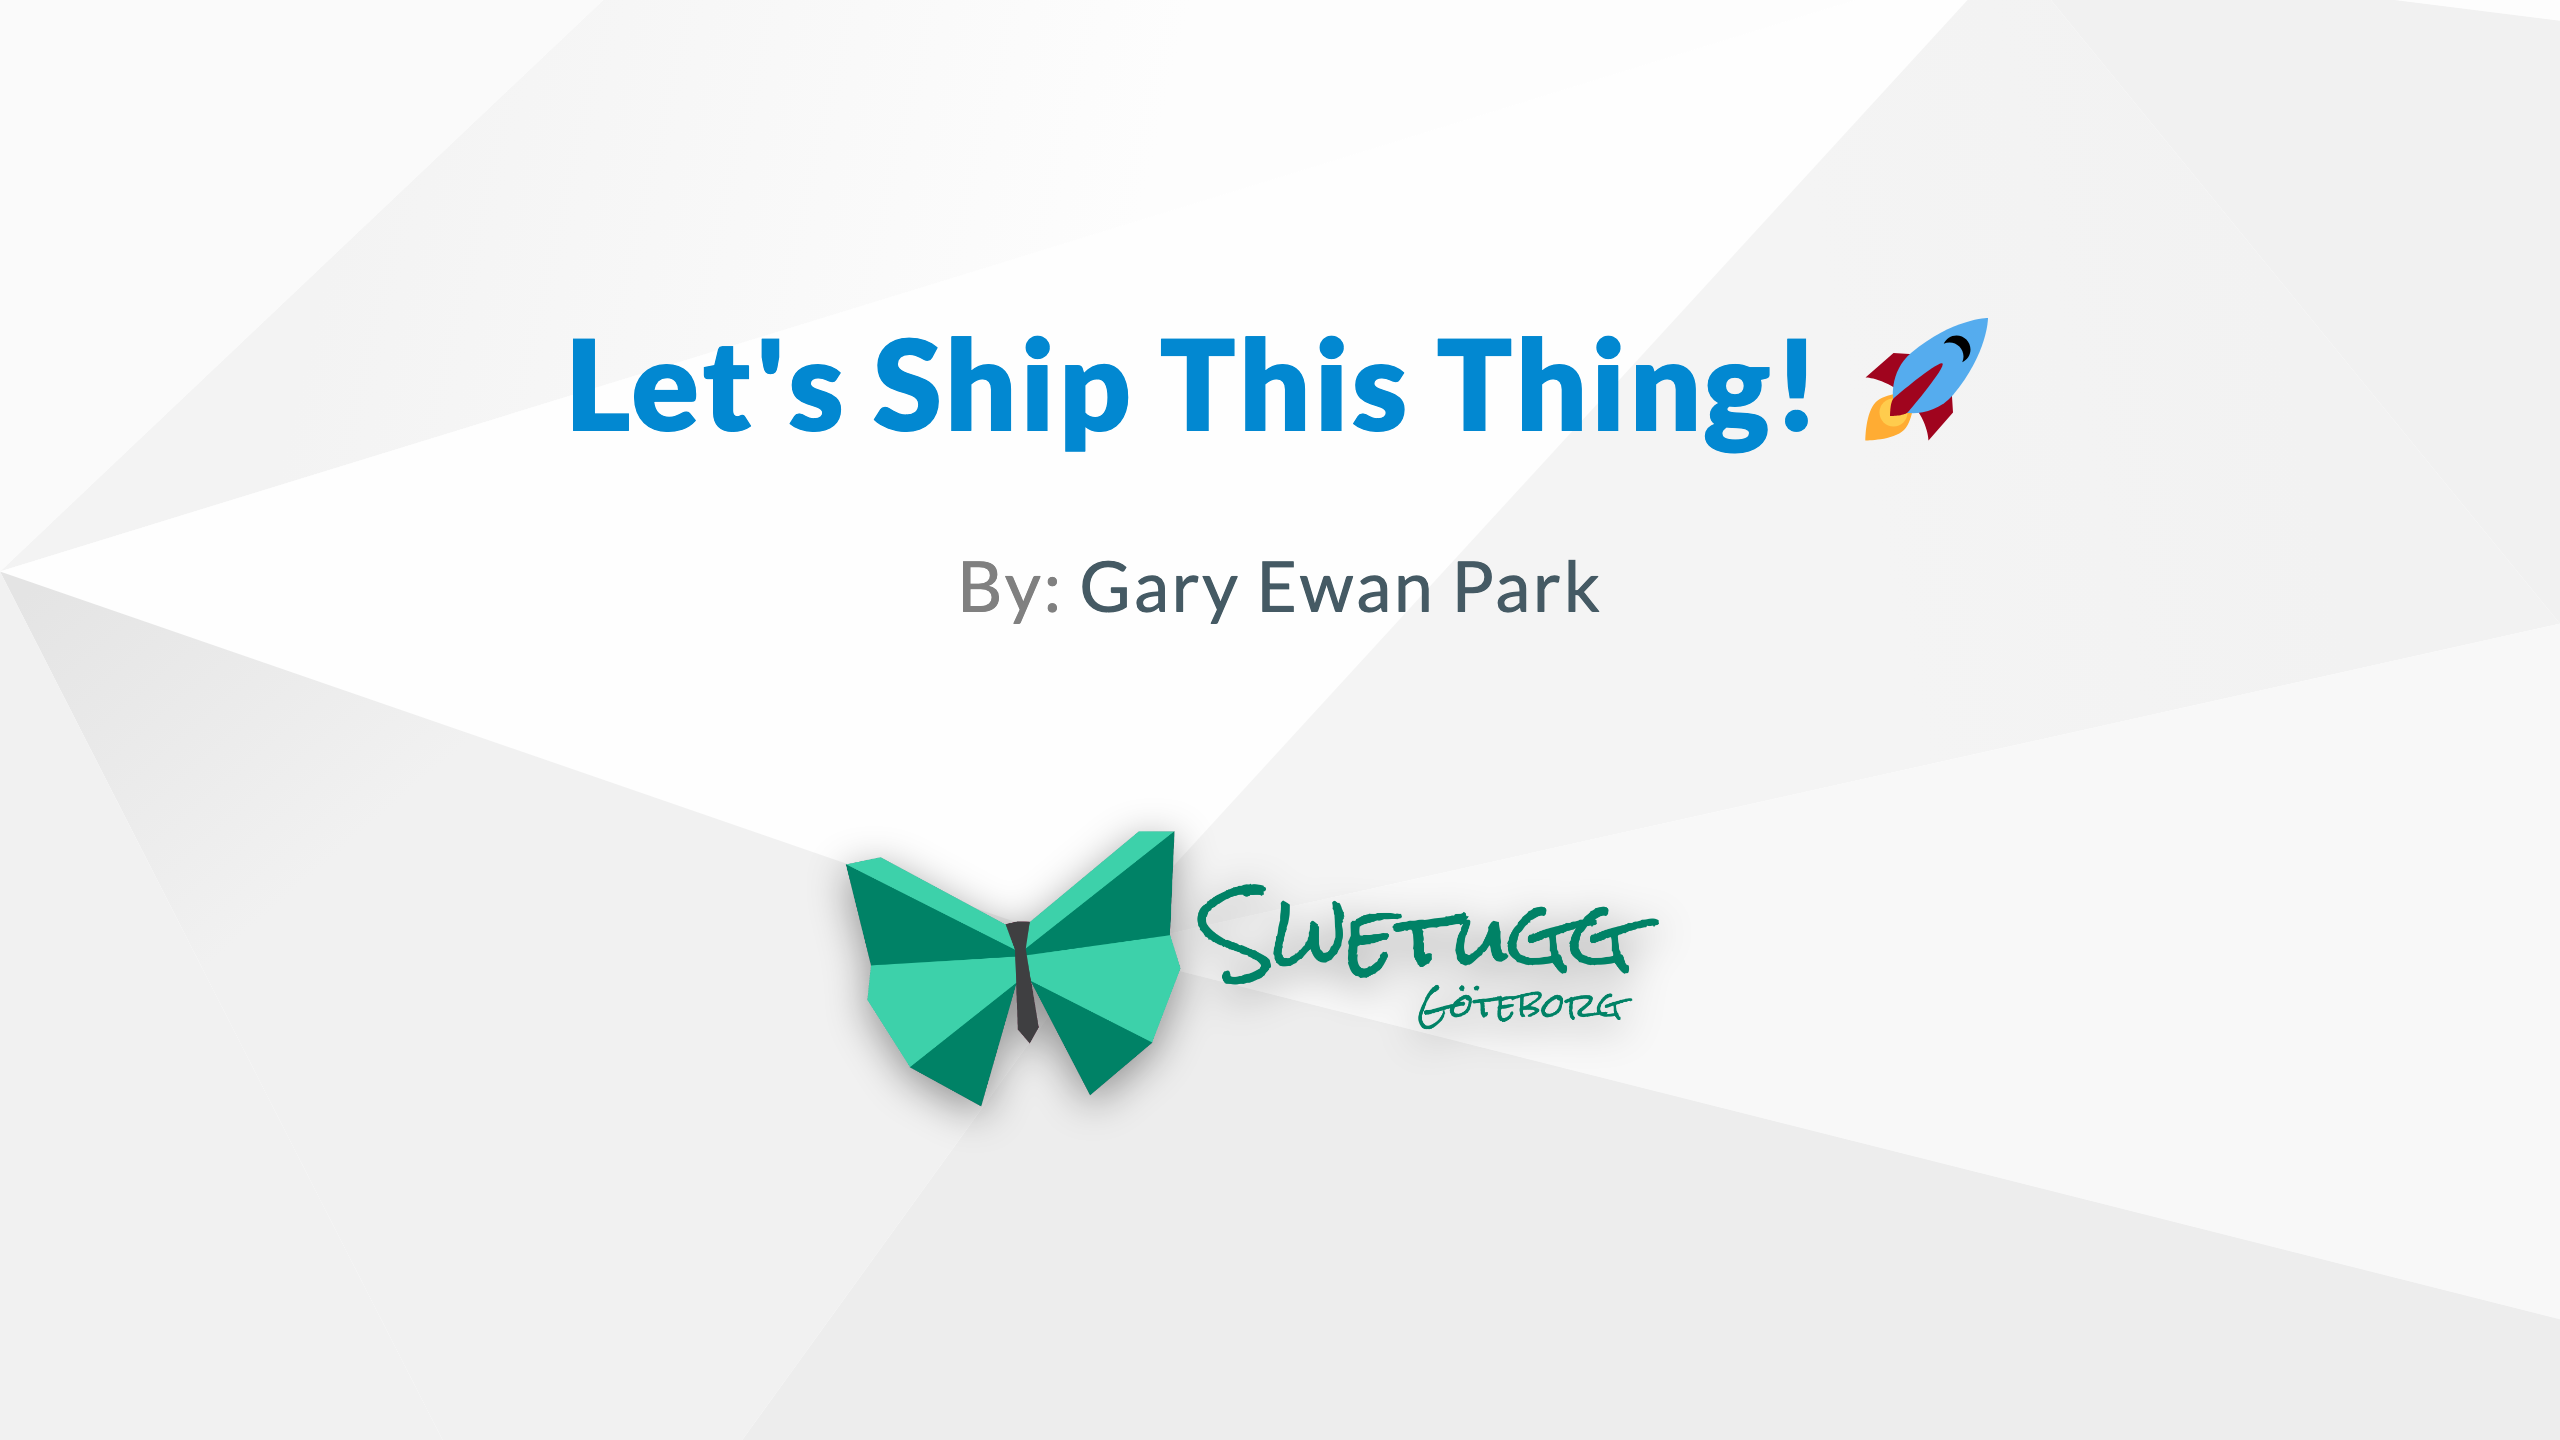 Let's Ship This Thing! 🚀
By: Gary Ewan Park
SWETUGG
GÖTEBORG